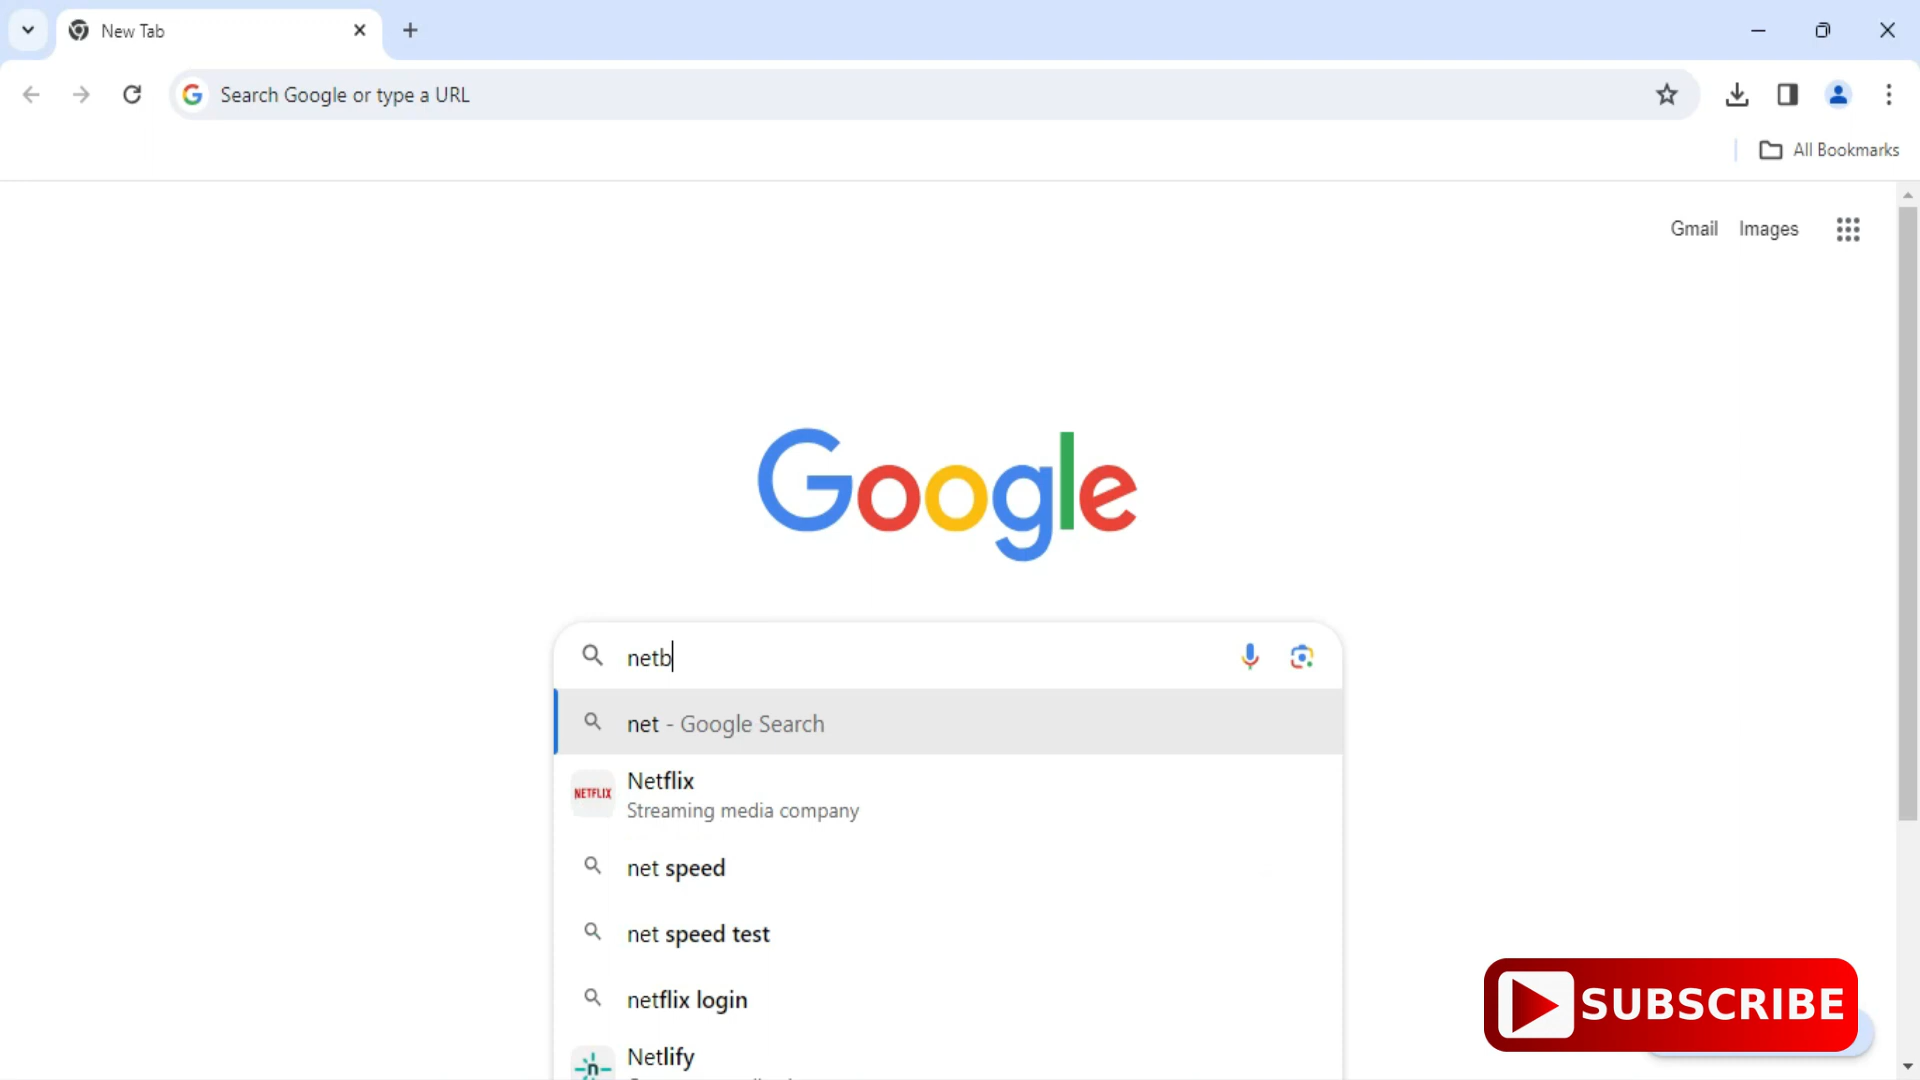 New Tab
Search Google or type a URL
All Bookmarks
Gmail Images
Google
netb
net - Google Search
NETFLIX
Netflix
Streaming media company
net speed
net speed test
netflix login
n
Netlify
SUBSCRIBE